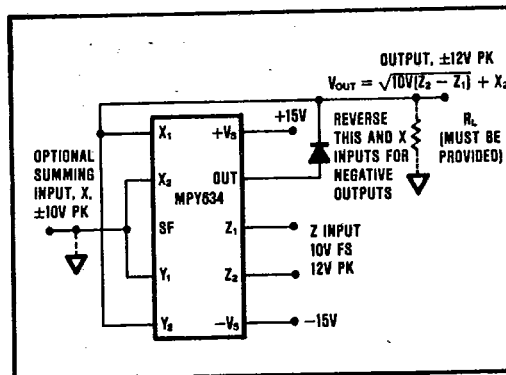 OUTPUT, ±12V PK
V_OUT = √10V(Z₂ − Z₁) + X₂
+15V
REVERSE
THIS AND X
INPUTS FOR
NEGATIVE
OUTPUTS
R_L
(MUST BE
PROVIDED)
OPTIONAL
SUMMING
INPUT, X,
±10V PK
X₁
+V_S
X₂
OUT
MPY634
SF
Z₁
Y₁
Z₂
Y₂
−V_S
Z INPUT
10V FS
12V PK
−15V